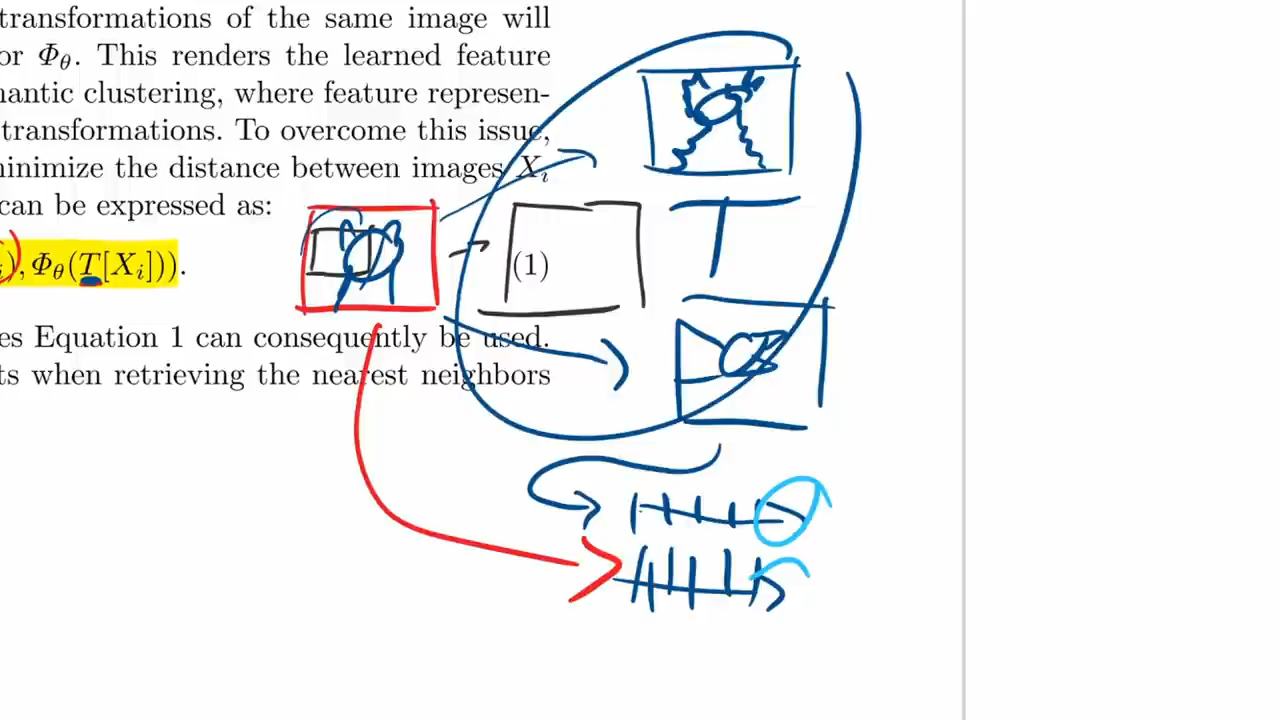 transformations of the same image will
or Φθ. This renders the learned feature
mantic clustering, where feature represen-
transformations. To overcome this issue,
minimize the distance between images Xi
can be expressed as:
i), Φθ(T[Xi])).
(1)
T
es Equation 1 can consequently be used.
ts when retrieving the nearest neighbors